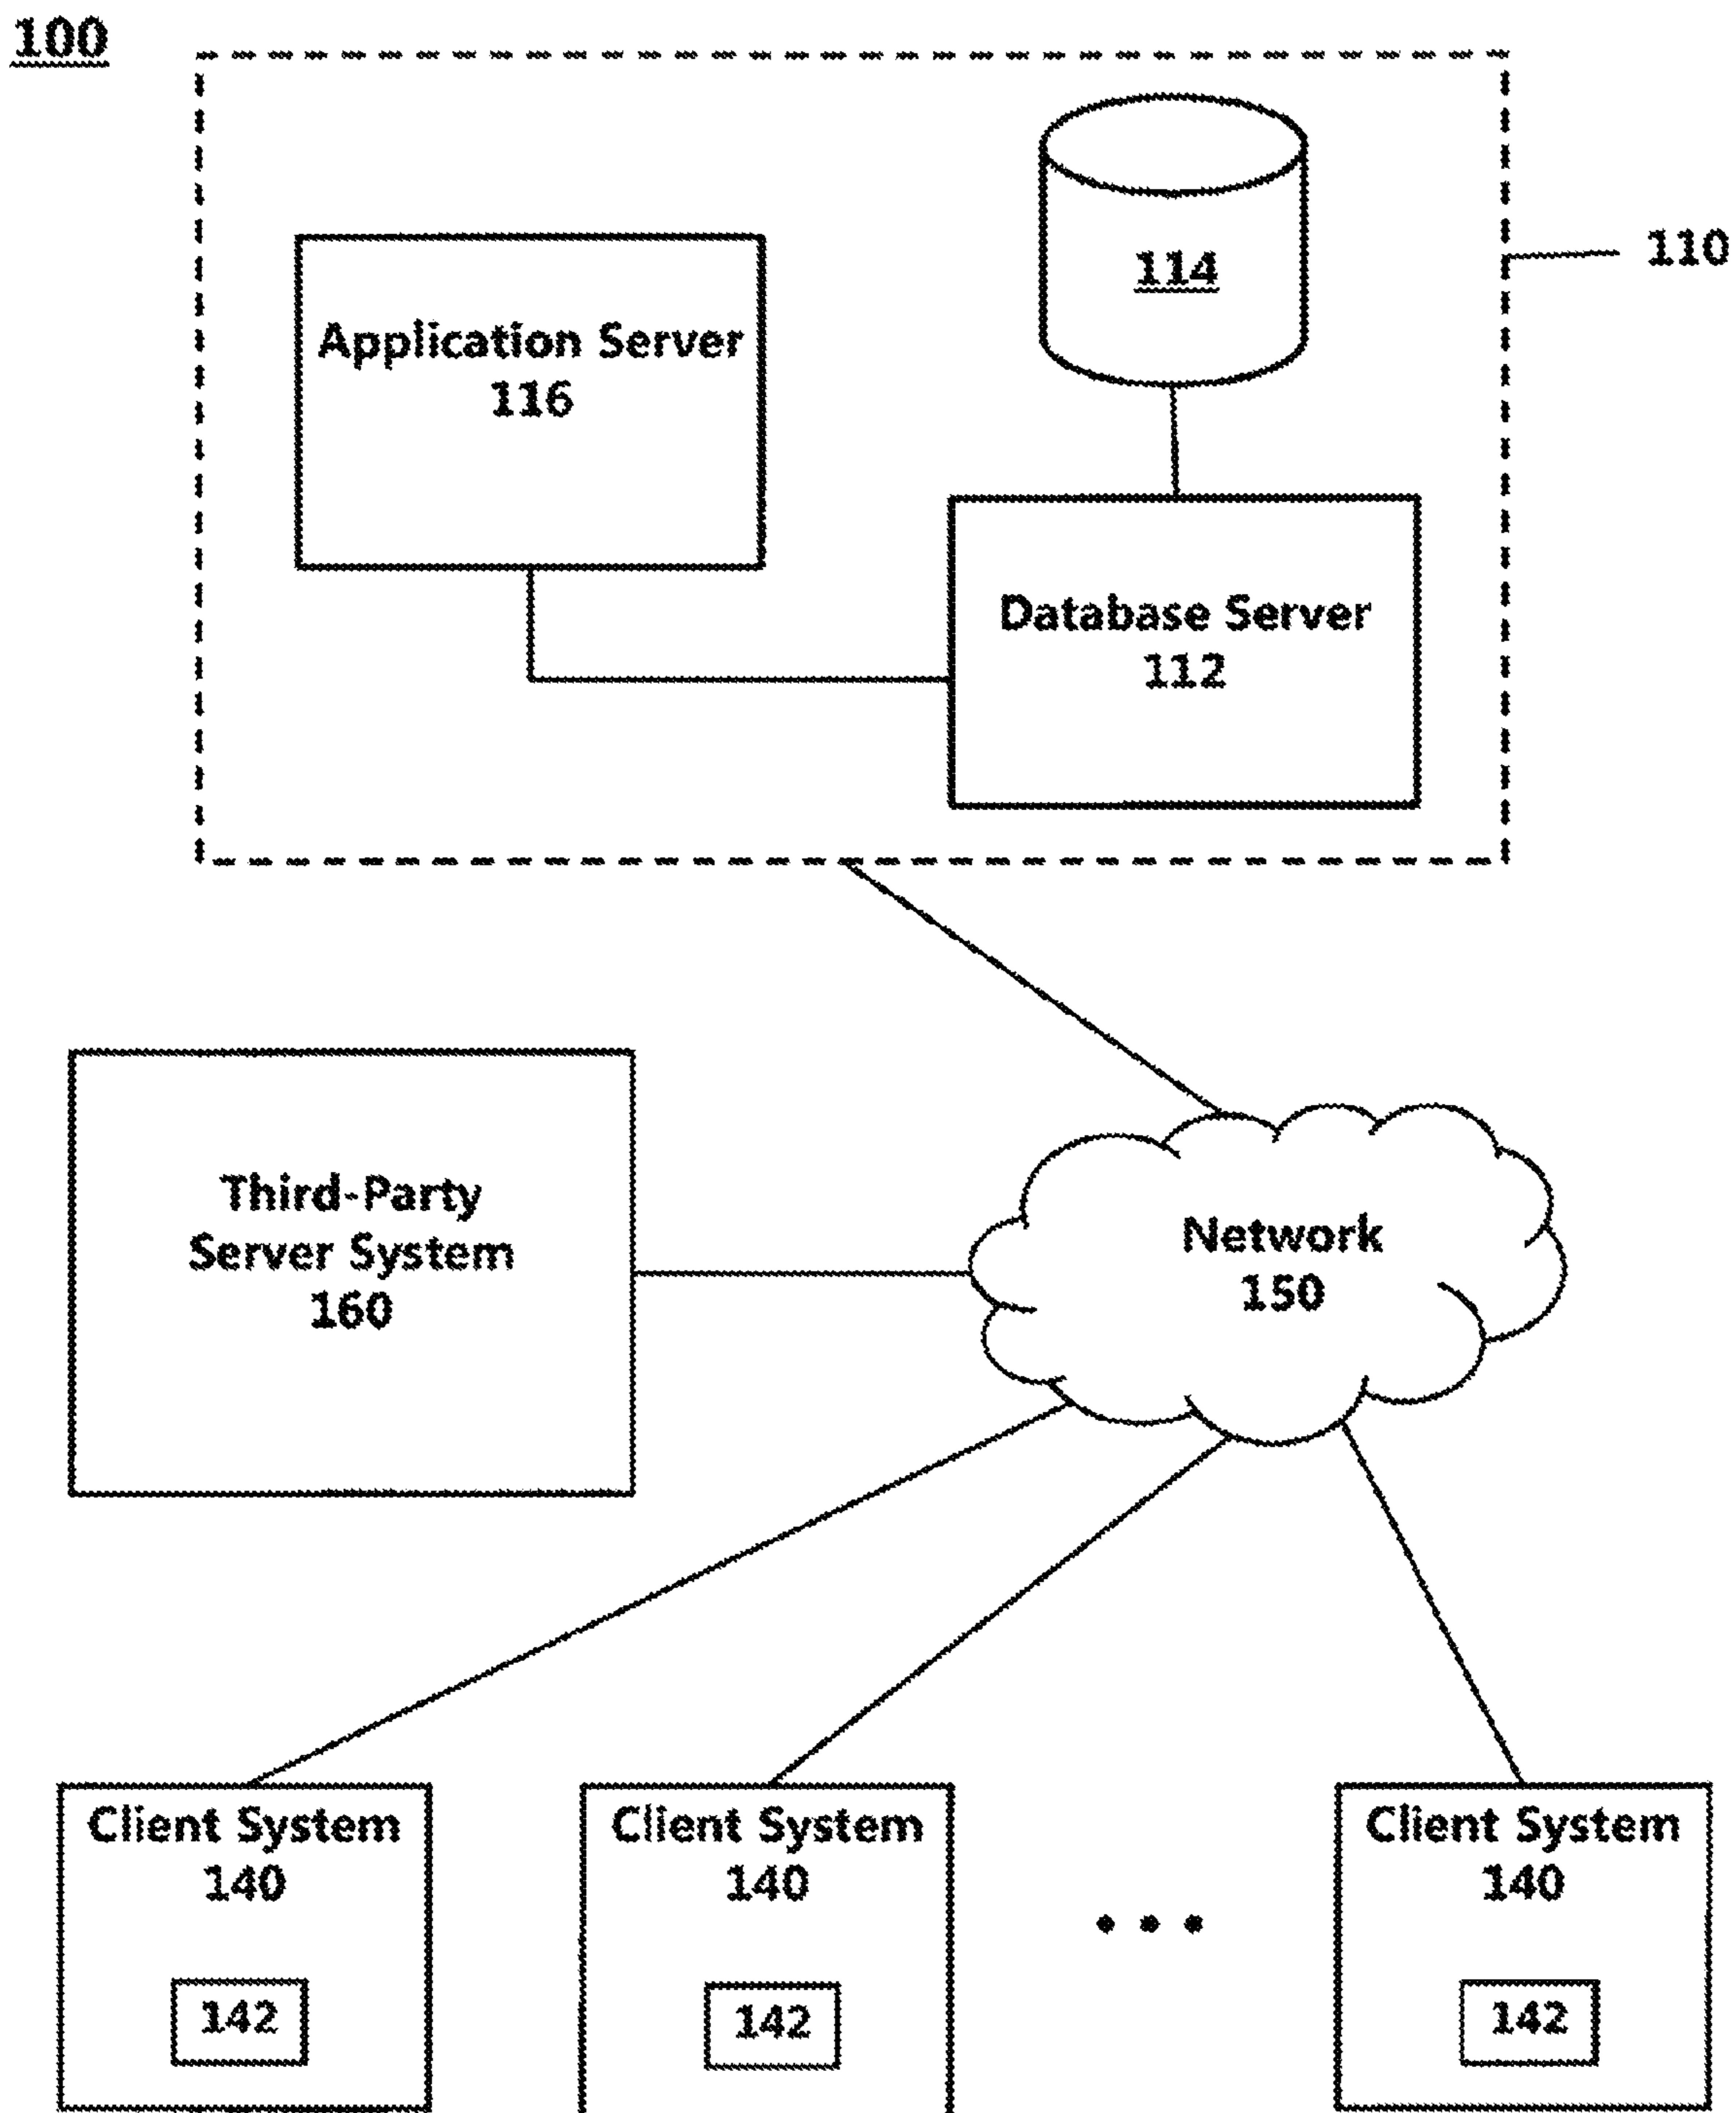 100
114
110
Application Server
116
Database Server
112
Third-Party
Server System
160
Network
150
Client System
140
142
Client System
140
142
• • •
Client System
140
142